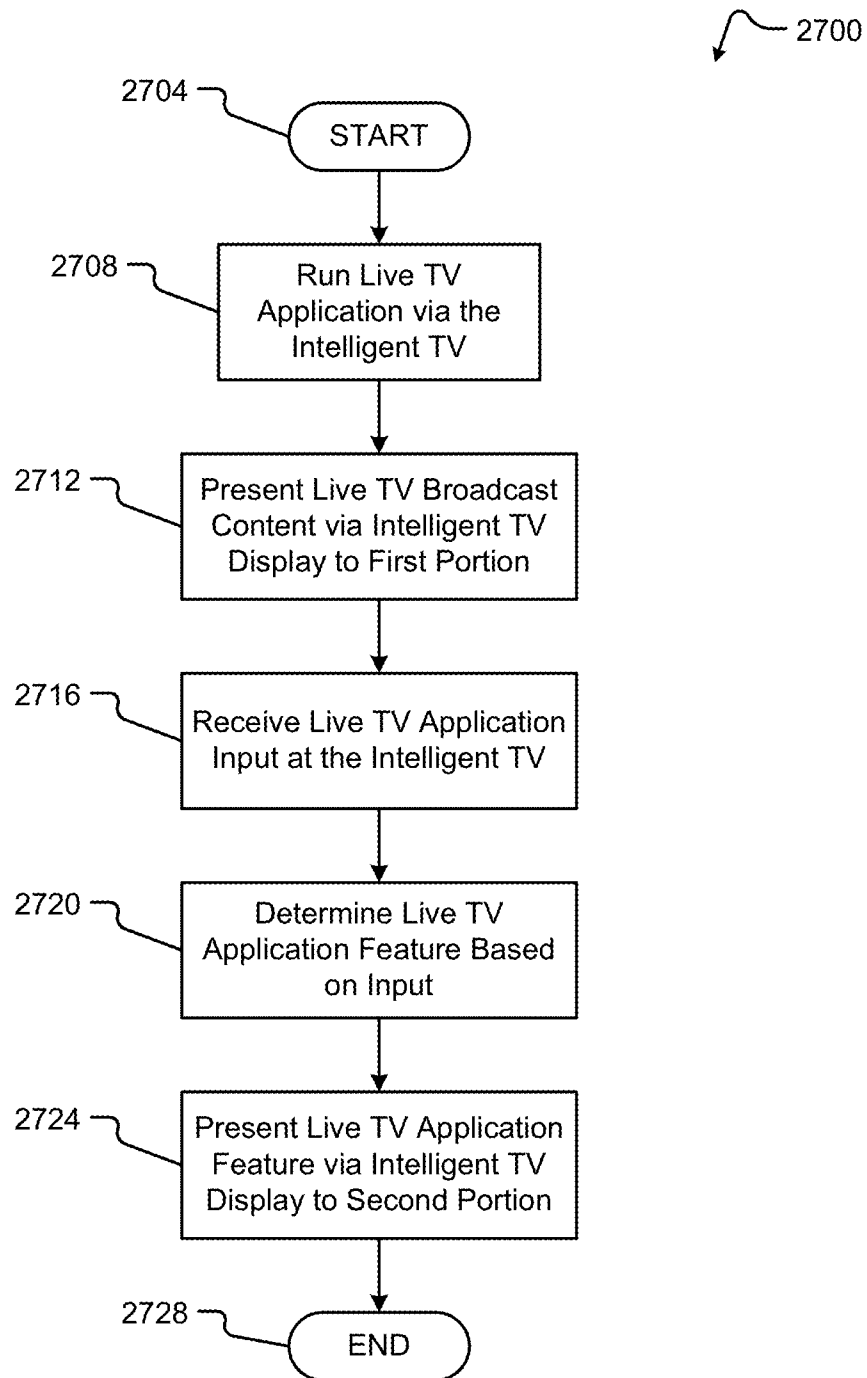 2700
2704
START
2708
Run Live TV
Application via the
Intelligent TV
2712
Present Live TV Broadcast
Content via Intelligent TV
Display to First Portion
2716
Receive Live TV Application
Input at the Intelligent TV
2720
Determine Live TV
Application Feature Based
on Input
2724
Present Live TV Application
Feature via Intelligent TV
Display to Second Portion
2728
END